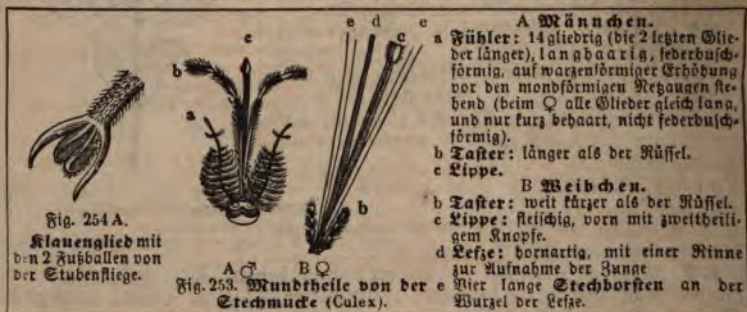 Fig. 254 A.
Klauenglied mit
den 2 Fußballen von
der Stubenfliege.
c
b
a
A ♂
e d e
c
b
B ♀
Fig. 253. Mundtheile von der
Stechmücke (Culex).
A Männchen.
a Fühler: 14 gliedrig (die 2 letzten Glie-
der länger), langhaarig, federbusch-
förmig, auf warzenförmiger Erhöhung
vor den mondförmigen Netzaugen ste-
hend (beim ♀ alle Glieder gleich lang,
und nur kurz behaart, nicht federbusch-
förmig).
b Taster: länger als der Rüssel.
c Lippe.
B Weibchen.
b Taster: weit kürzer als der Rüssel.
c Lippe: fleischig, vorn mit zweitheili-
gem Knopfe.
d Lefze: hornartig, mit einer Rinne
zur Aufnahme der Zunge
e Vier lange Stechborsten an der
Wurzel der Lefze.